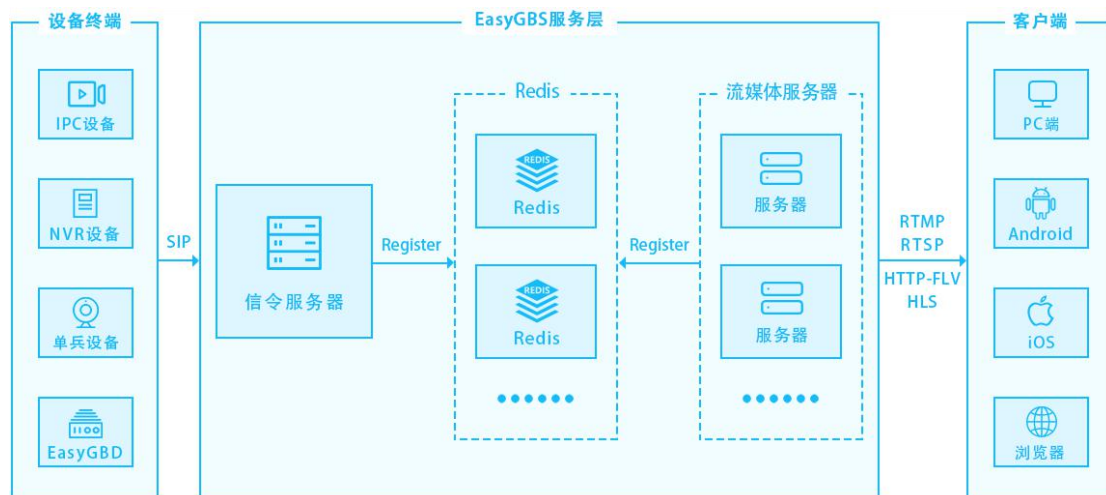 设备终端
IPC设备
NVR设备
单兵设备
EasyGBD
SIP
EasyGBS服务层
信令服务器
Register
Redis
REDIS
Redis
REDIS
Redis
Register
流媒体服务器
服务器
服务器
RTMP
RTSP
HTTP-FLV
HLS
客户端
PC端
Android
iOS
浏览器